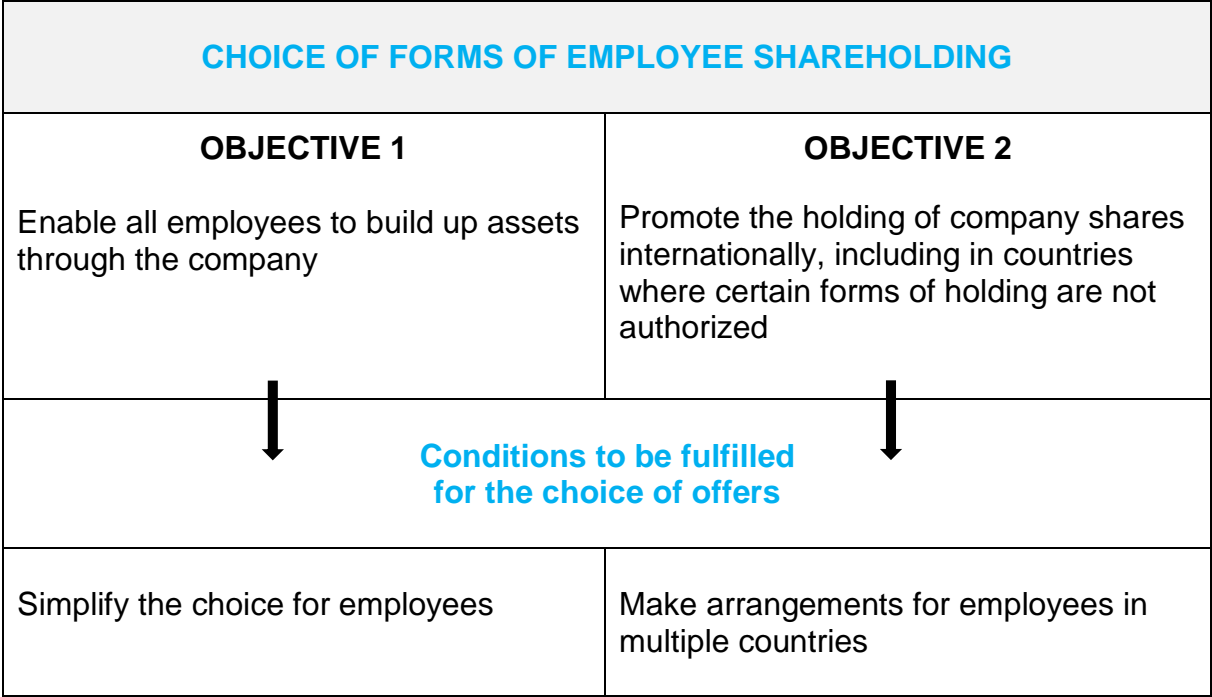 CHOICE OF FORMS OF EMPLOYEE SHAREHOLDING
OBJECTIVE 1
Enable all employees to build up assets
through the company
OBJECTIVE 2
Promote the holding of company shares
internationally, including in countries
where certain forms of holding are not
authorized
Conditions to be fulfilled
for the choice of offers
Simplify the choice for employees
Make arrangements for employees in
multiple countries